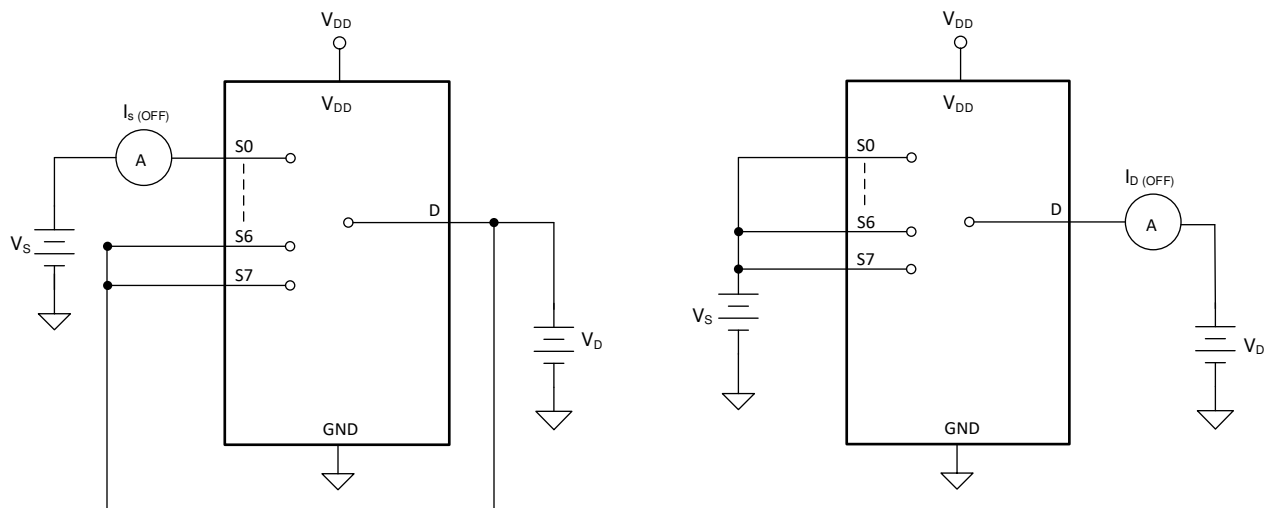 VDD
VDD
Is (OFF)
A
S0
D
S6
VS
S7
VD
GND
VDD
VDD
S0
ID (OFF)
D
A
S6
S7
VS
VD
GND